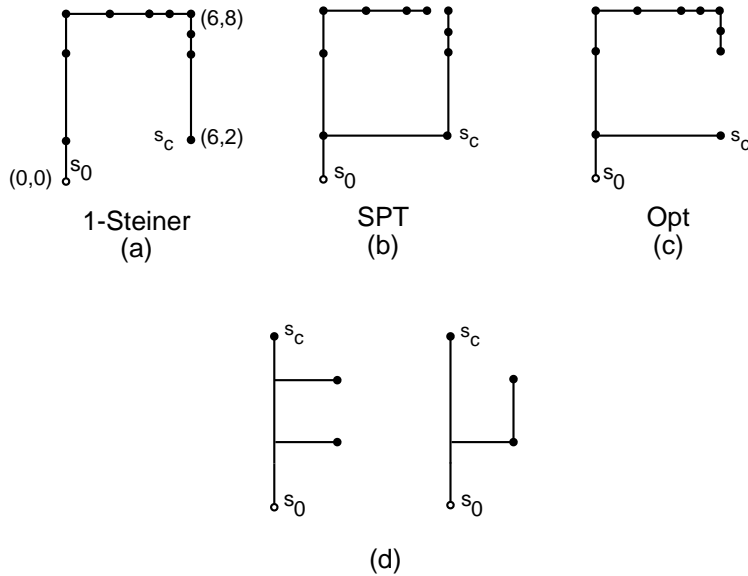 (6,8)
s_c (6,2) s_c s_c
(0,0) s_0 s_0 s_0
1-Steiner SPT Opt
(a) (b) (c)
s_c s_c
s_0 s_0
(d)